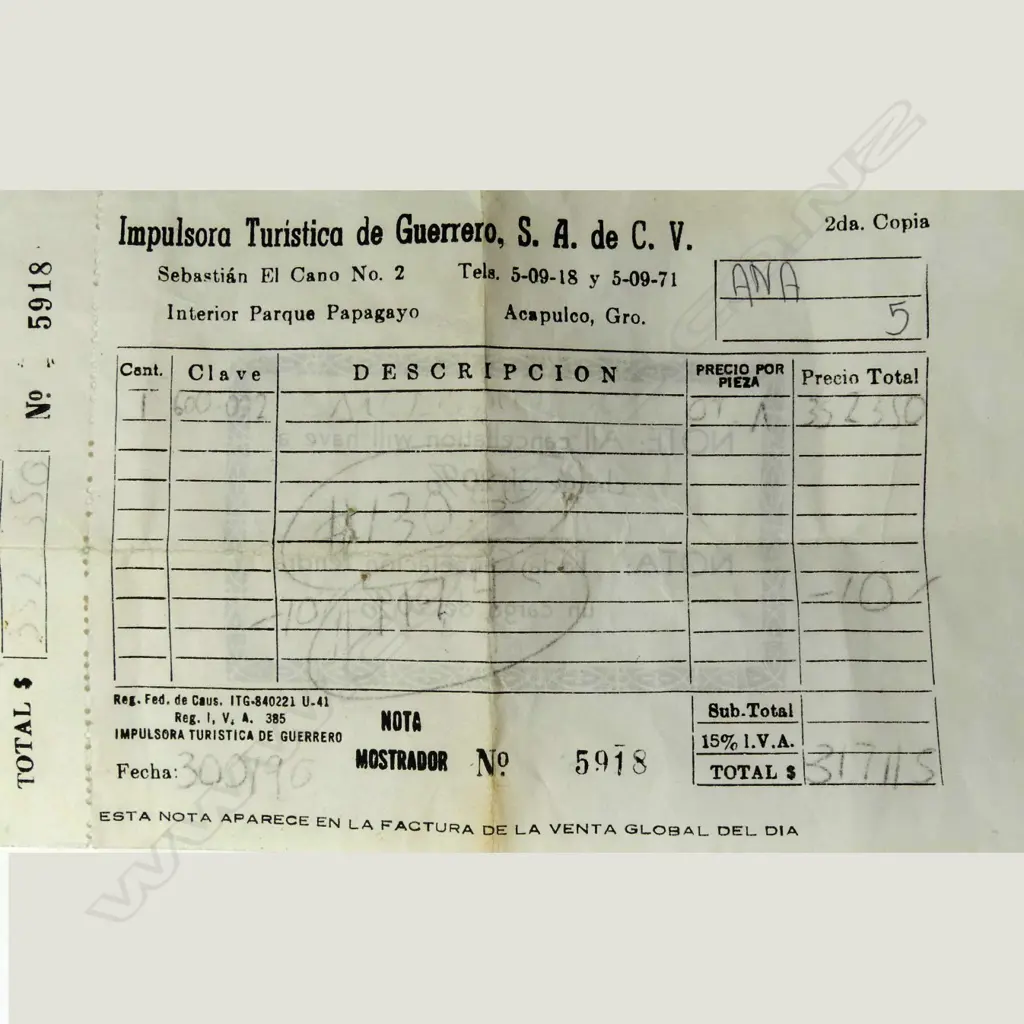 Impulsora Turística de Guerrero, S. A. de C. V.
2da. Copia
Sebastián El Cano No. 2 Tels. 5-09-18 y 5-09-71
Interior Parque Papagayo Acapulco, Gro.
ANA
5
Nº 5918
Cant. Clave DESCRIPCION PRECIO POR PIEZA Precio Total
1 352350
-10%
-10%
352350
TOTAL $
Reg. Fed. de Caus. ITG-840221 U-41
Reg. I. V. A. 385
IMPULSORA TURISTICA DE GUERRERO
Fecha:
NOTA
MOSTRADOR Nº 5918
Sub.Total
15% I.V.A.
TOTAL $ 317115
ESTA NOTA APARECE EN LA FACTURA DE LA VENTA GLOBAL DEL DIA